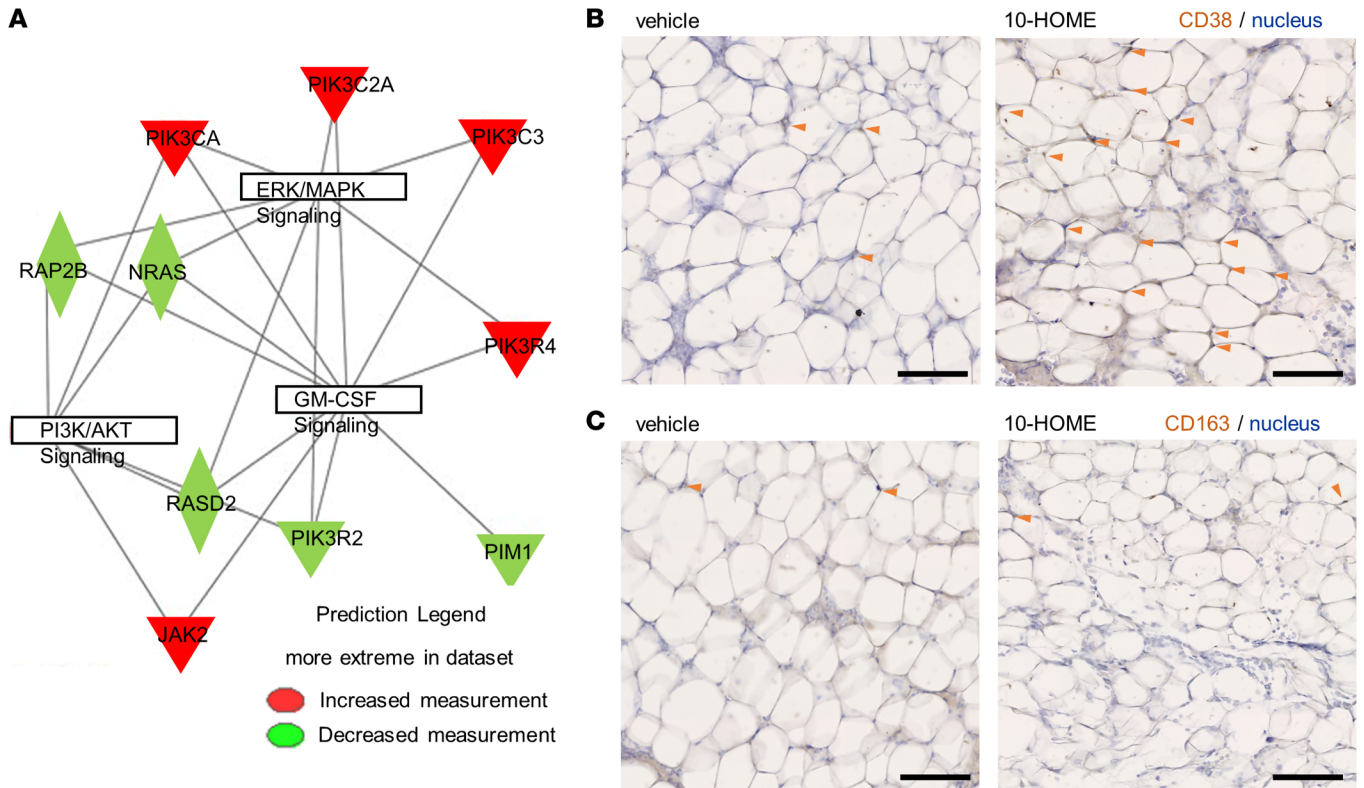 A
PIK3C2A
PIK3CA
PIK3C3
ERK/MAPK
Signaling
RAP2B
NRAS
PIK3R4
GM-CSF
Signaling
PI3K/AKT
Signaling
RASD2
PIK3R2
PIM1
JAK2
Prediction Legend
more extreme in dataset
Increased measurement
Decreased measurement
B
vehicle
10-HOME
CD38 / nucleus
C
vehicle
10-HOME
CD163 / nucleus